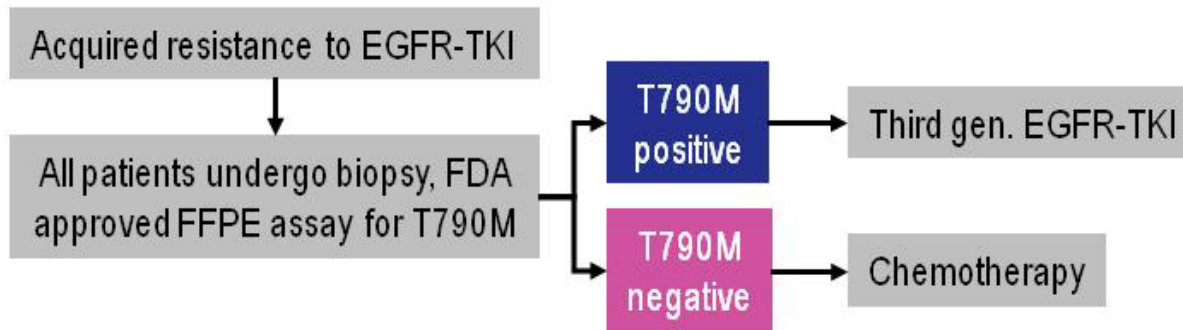 Acquired resistance to EGFR-TKI
All patients undergo biopsy, FDA
approved FFPE assay for T790M
T790M
positive
Third gen. EGFR-TKI
T790M
negative
Chemotherapy